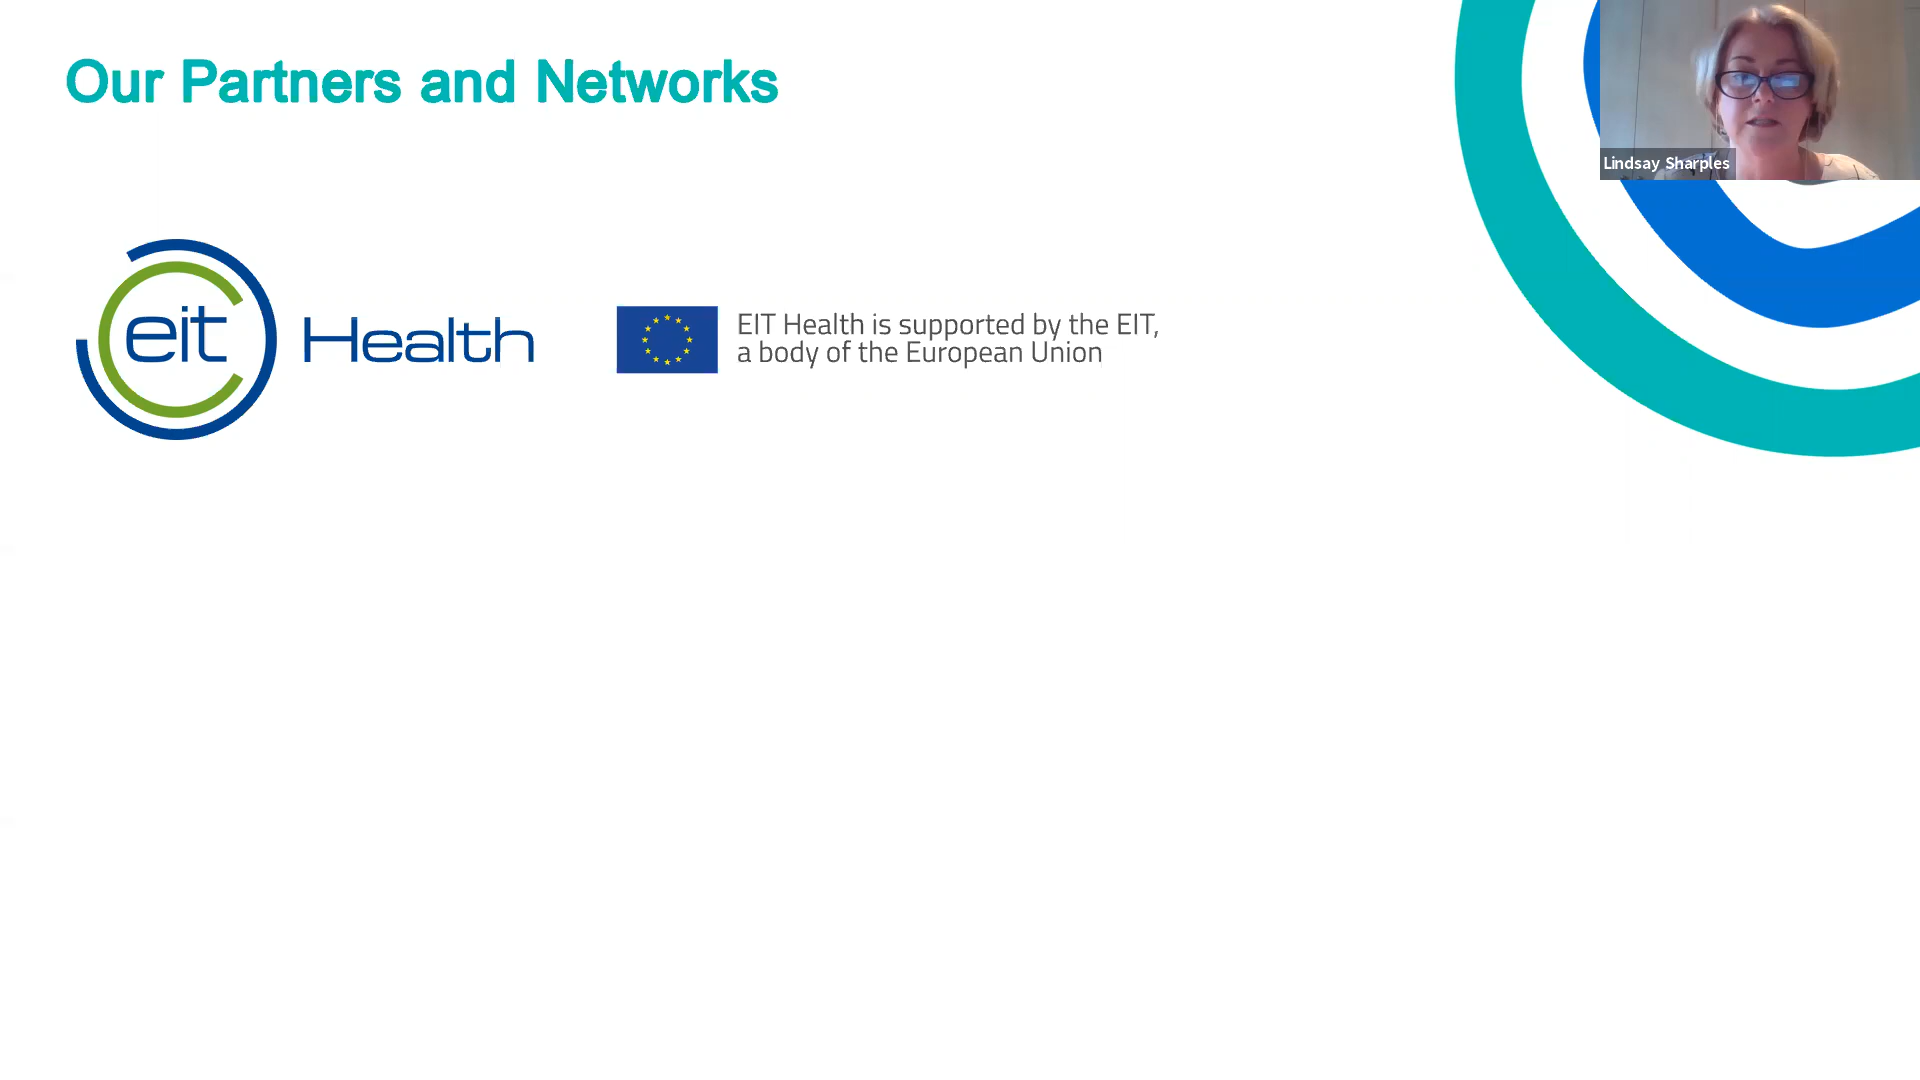 Our Partners and Networks
Lindsay Sharples
eit Health
EIT Health is supported by the EIT,
a body of the European Union